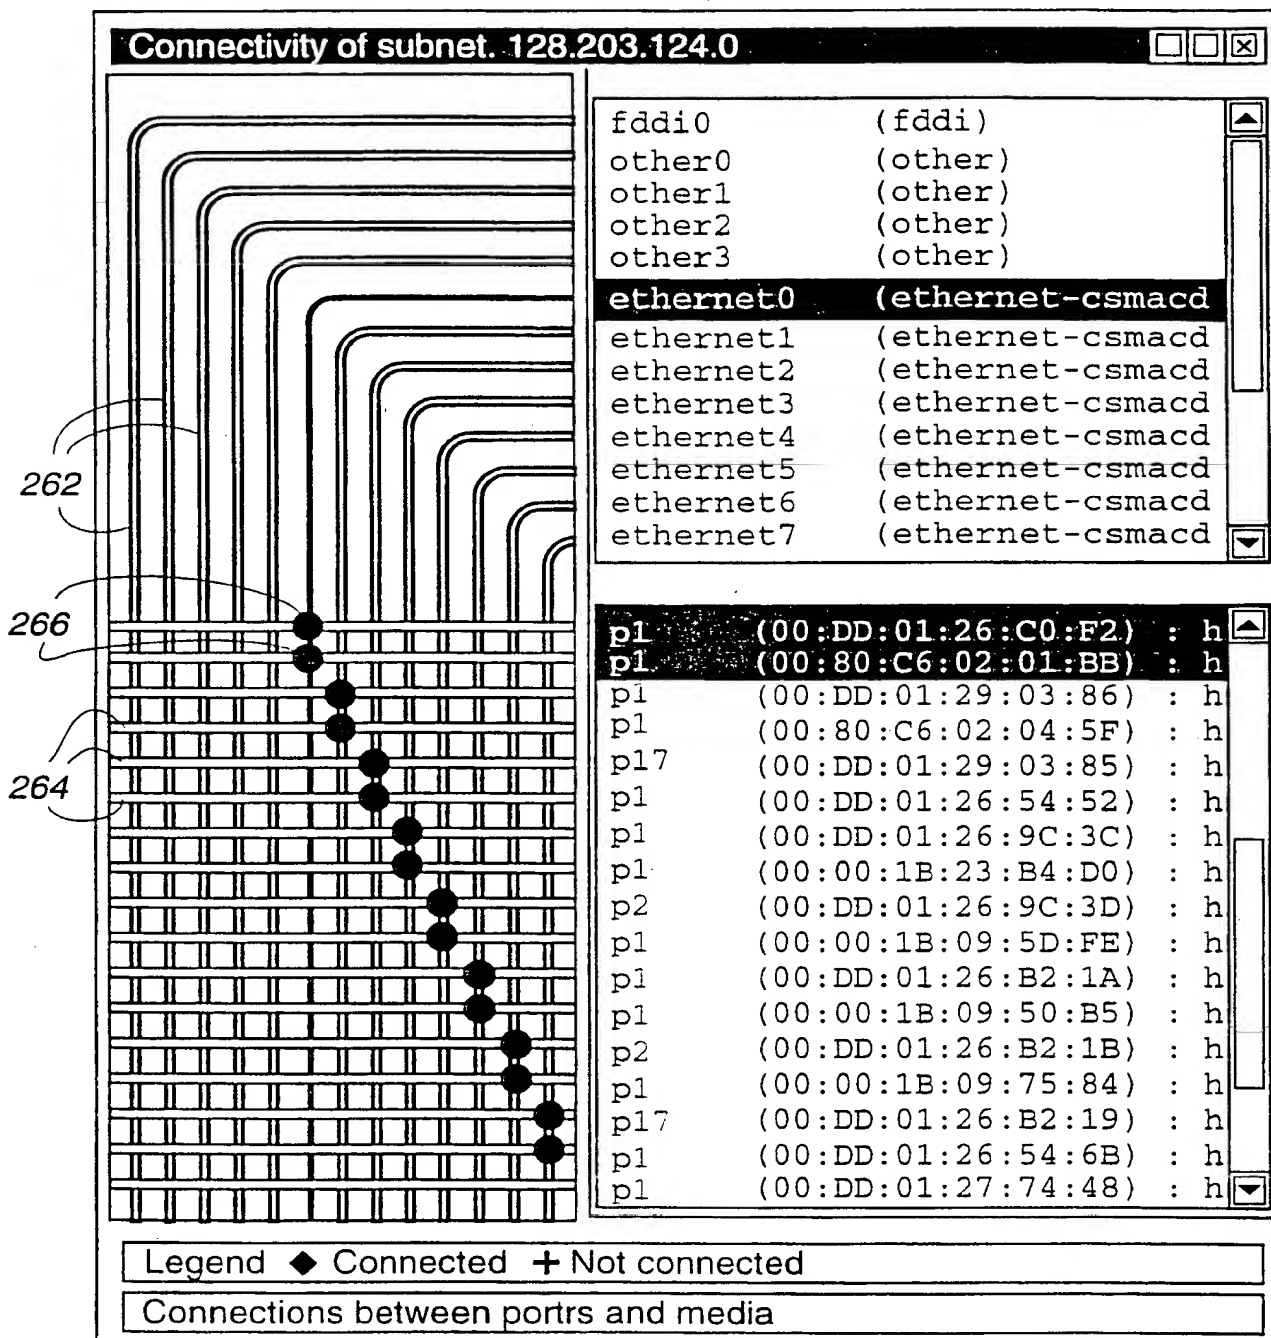 Connectivity of subnet. 128.203.124.0
fddi0 (fddi)
other0 (other)
other1 (other)
other2 (other)
other3 (other)
ethernet0 (ethernet-csmacd
ethernet1 (ethernet-csmacd
ethernet2 (ethernet-csmacd
ethernet3 (ethernet-csmacd
ethernet4 (ethernet-csmacd
ethernet5 (ethernet-csmacd
ethernet6 (ethernet-csmacd
ethernet7 (ethernet-csmacd
262
266
264
p1 (00:DD:01:26:C0:F2) : h
p1 (00:80:C6:02:01:BB) : h
p1 (00:DD:01:29:03:86) : h
p1 (00:80:C6:02:04:5F) : h
p17 (00:DD:01:29:03:85) : h
p1 (00:DD:01:26:54:52) : h
p1 (00:DD:01:26:9C:3C) : h
p1 (00:00:1B:23:B4:D0) : h
p2 (00:DD:01:26:9C:3D) : h
p1 (00:00:1B:09:5D:FE) : h
p1 (00:DD:01:26:B2:1A) : h
p1 (00:00:1B:09:50:B5) : h
p2 (00:DD:01:26:B2:1B) : h
p1 (00:00:1B:09:75:84) : h
p17 (00:DD:01:26:B2:19) : h
p1 (00:DD:01:26:54:6B) : h
p1 (00:DD:01:27:74:48) : h
Legend ◆ Connected + Not connected
Connections between portrs and media